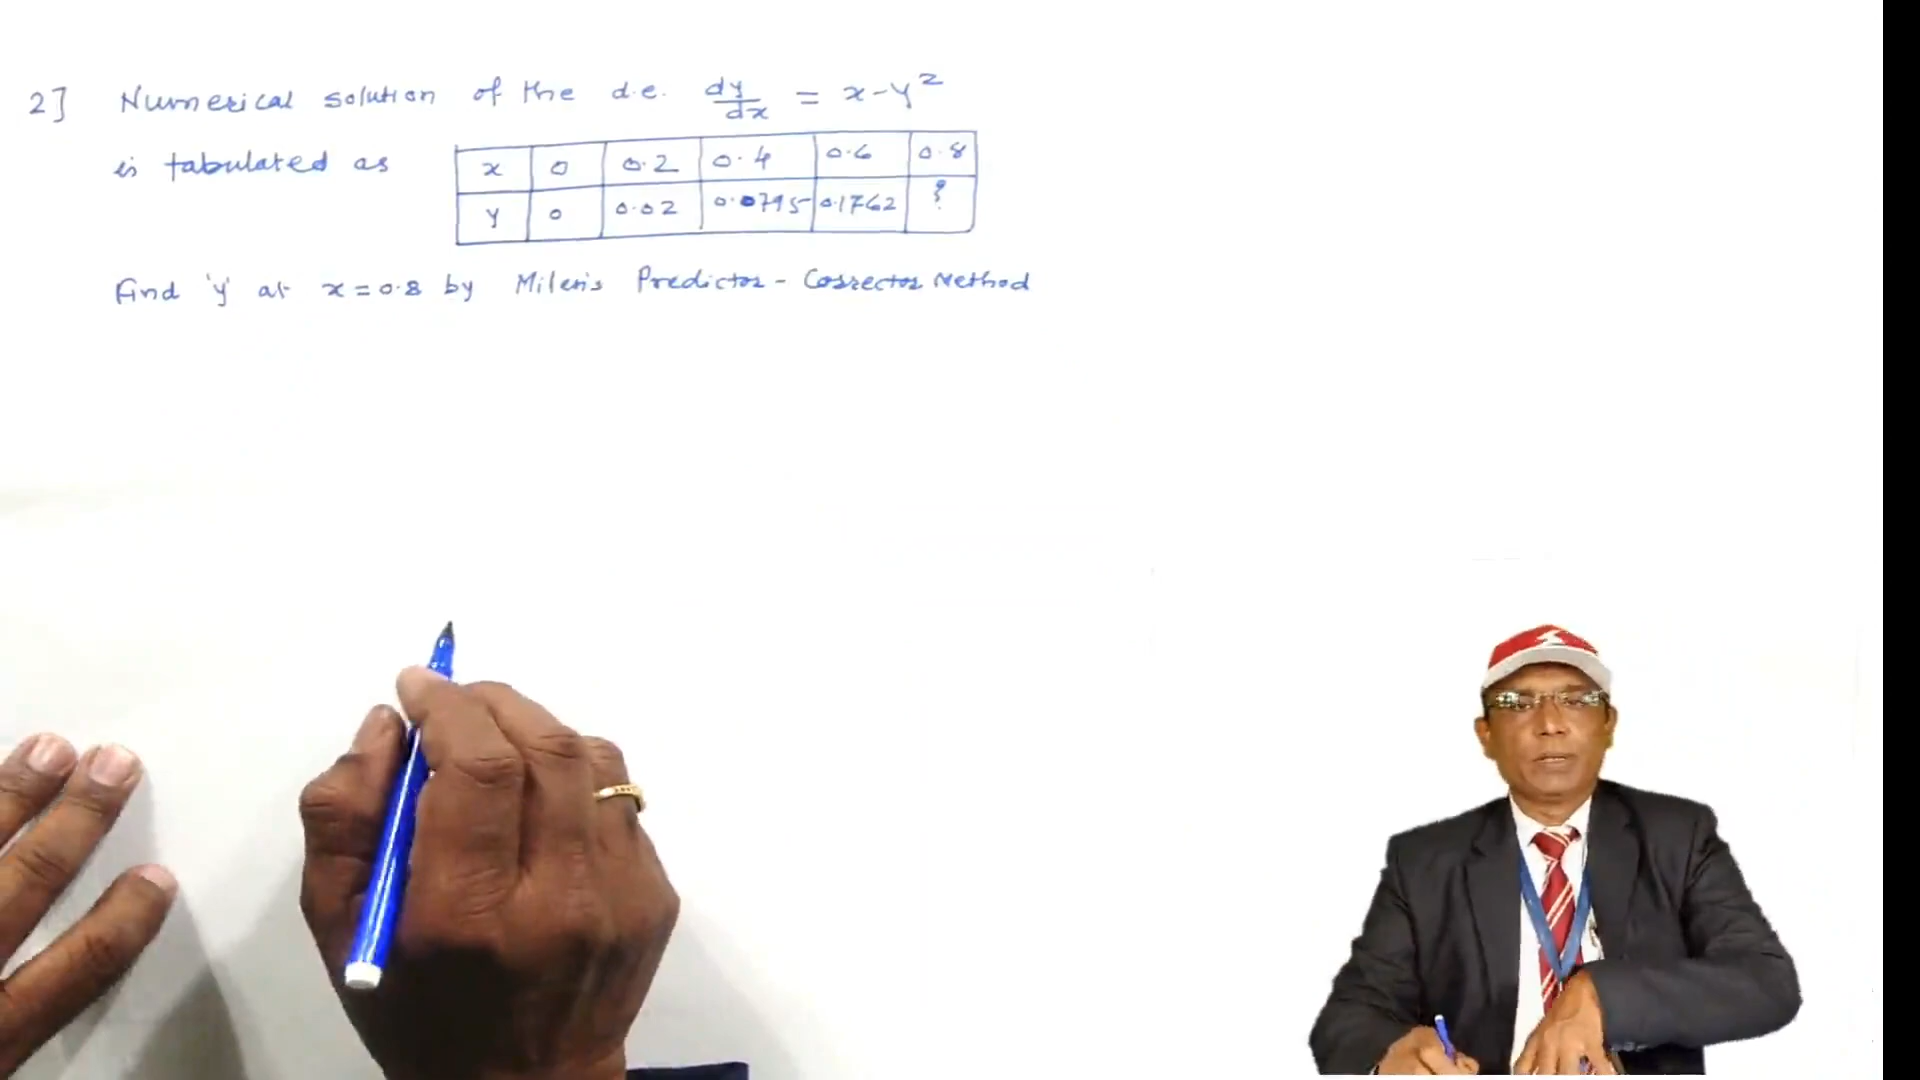 2] Numerical solution of the d.e. dy/dx = x-y²
is tabulated as
x 0 0.2 0.4 0.6 0.8
y 0 0.02 0.0795 0.1762 ?
Find 'y' at x=0.8 by Milen's Predictor - Corrector Method